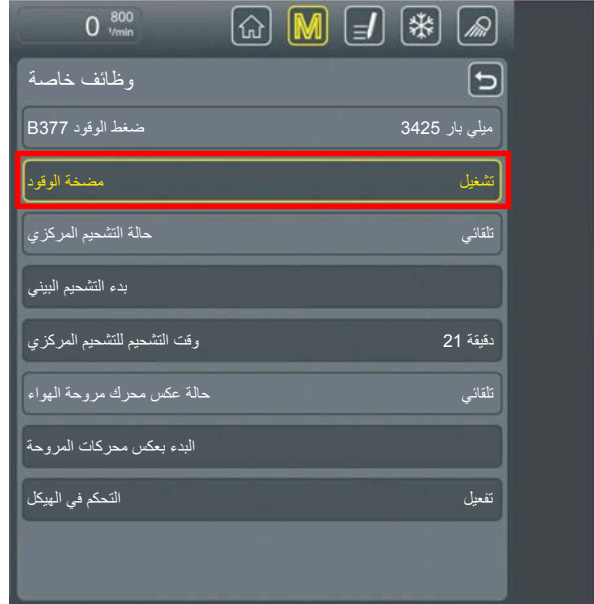 0 800 1/min
M
وظائف خاصة
ضغط الوقود B377 ميلي بار 3425
مضخة الوقود تشغيل
حالة التشحيم المركزي تلقائي
بدء التشحيم البيني
وقت التشحيم للتشحيم المركزي دقيقة 21
حالة عكس محرك مروحة الهواء تلقائي
البدء بعكس محركات المروحة
التحكم في الهيكل تفعيل